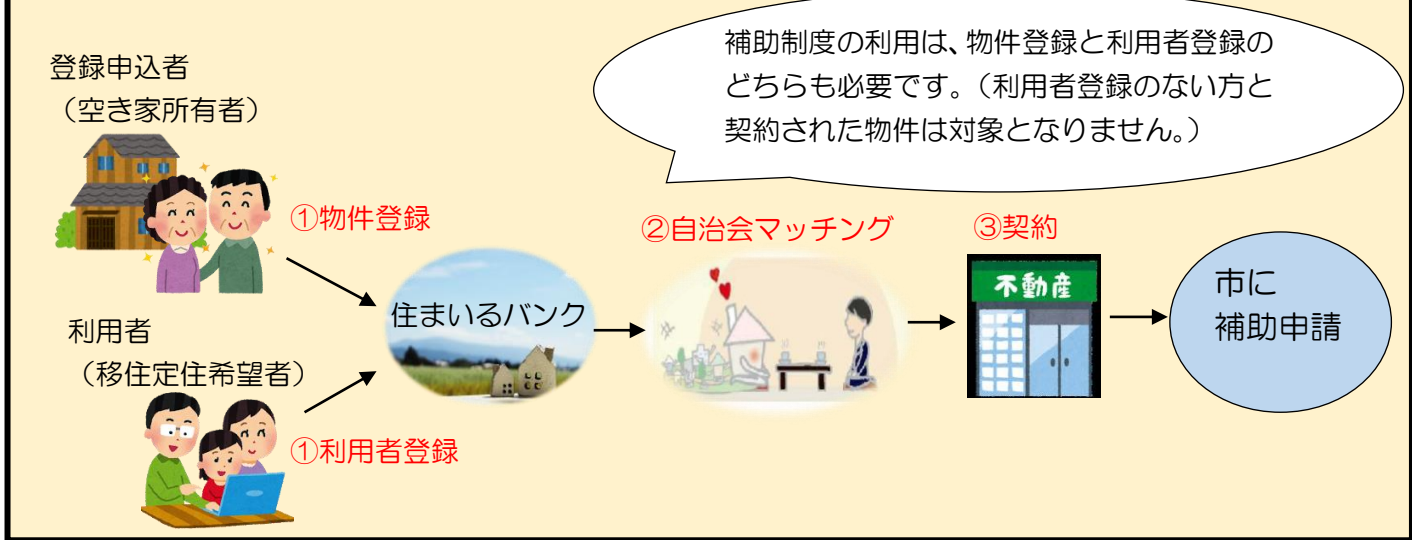 補助制度の利用は、物件登録と利用者登録の
どちらも必要です。（利用者登録のない方と
契約された物件は対象となりません。）
登録申込者
（空き家所有者）
①物件登録
②自治会マッチング
③契約
不動産
住まいるバンク
市に
補助申請
利用者
（移住定住希望者）
①利用者登録